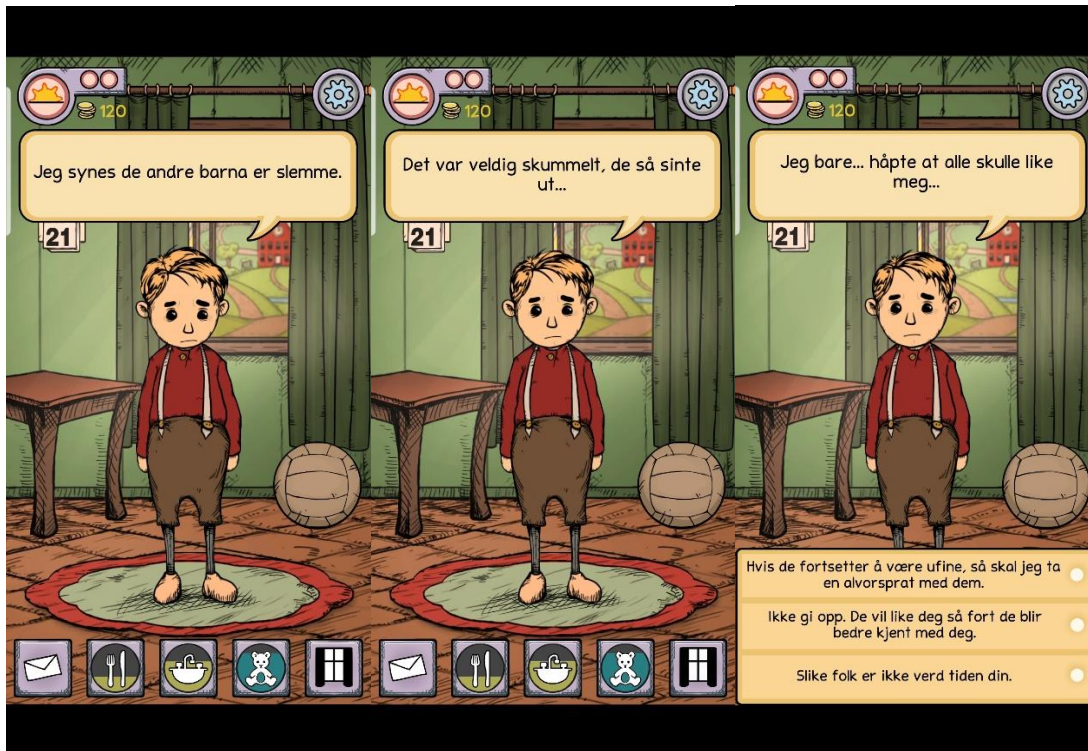 120
Jeg synes de andre barna er slemme.
21
120
Det var veldig skummelt, de så sinte
ut...
21
120
Jeg bare... håpte at alle skulle like
meg...
21
Hvis de fortsetter å være ufine, så skal jeg ta
en alvorsprat med dem.
Ikke gi opp. De vil like deg så fort de blir
bedre kjent med deg.
Slike folk er ikke verd tiden din.